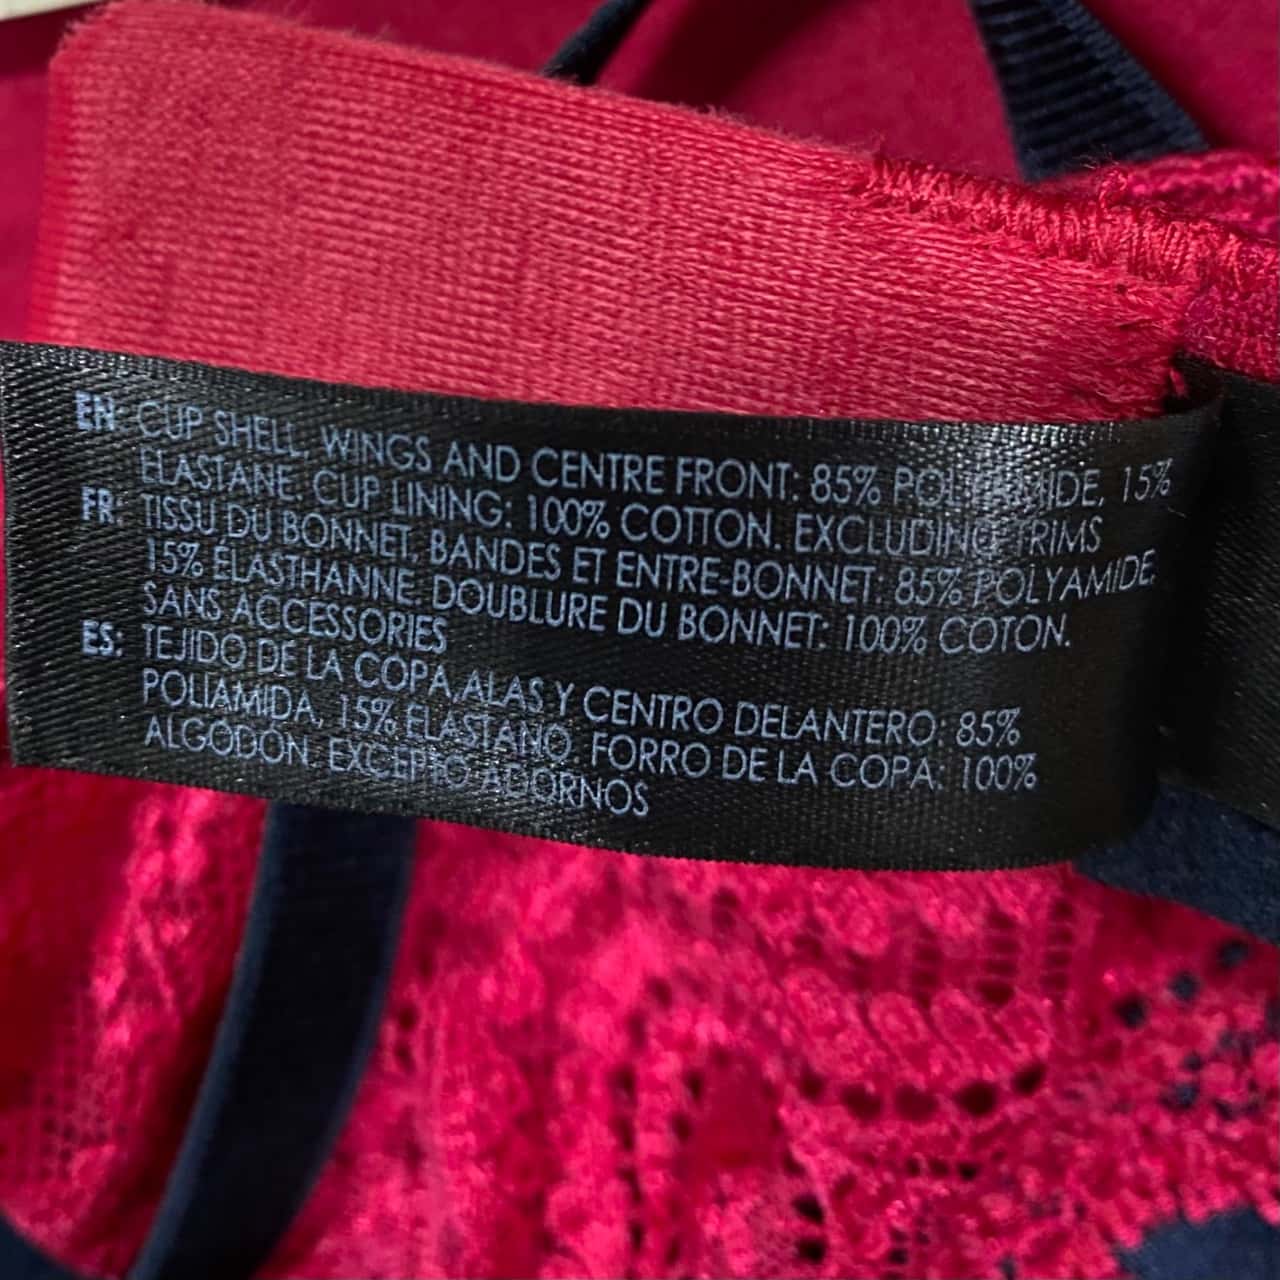 EN: CUP SHELL, WINGS AND CENTRE FRONT: 85% POLYAMIDE, 15%
ELASTANE. CUP LINING: 100% COTTON. EXCLUDING TRIMS
FR: TISSU DU BONNET, BANDES ET ENTRE-BONNET: 85% POLYAMIDE,
15% ÉLASTHANNE. DOUBLURE DU BONNET: 100% COTON.
SANS ACCESSORIES
ES: TEJIDO DE LA COPA,ALAS Y CENTRO DELANTERO: 85%
POLIAMIDA, 15% ELASTANO. FORRO DE LA COPA: 100%
ALGODÓN. EXCEPTO ADORNOS